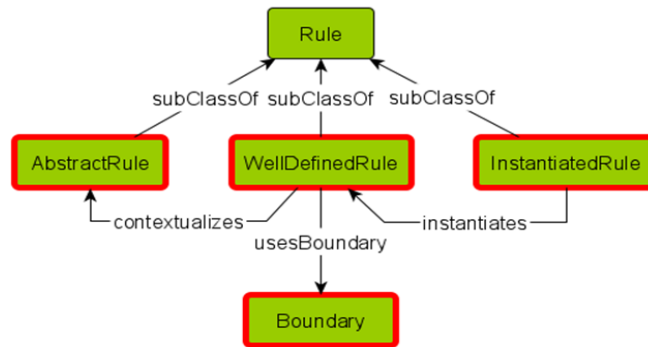 Rule
subClassOf subClassOf subClassOf
AbstractRule WellDefinedRule InstantiatedRule
contextualizes instantiates
usesBoundary
Boundary